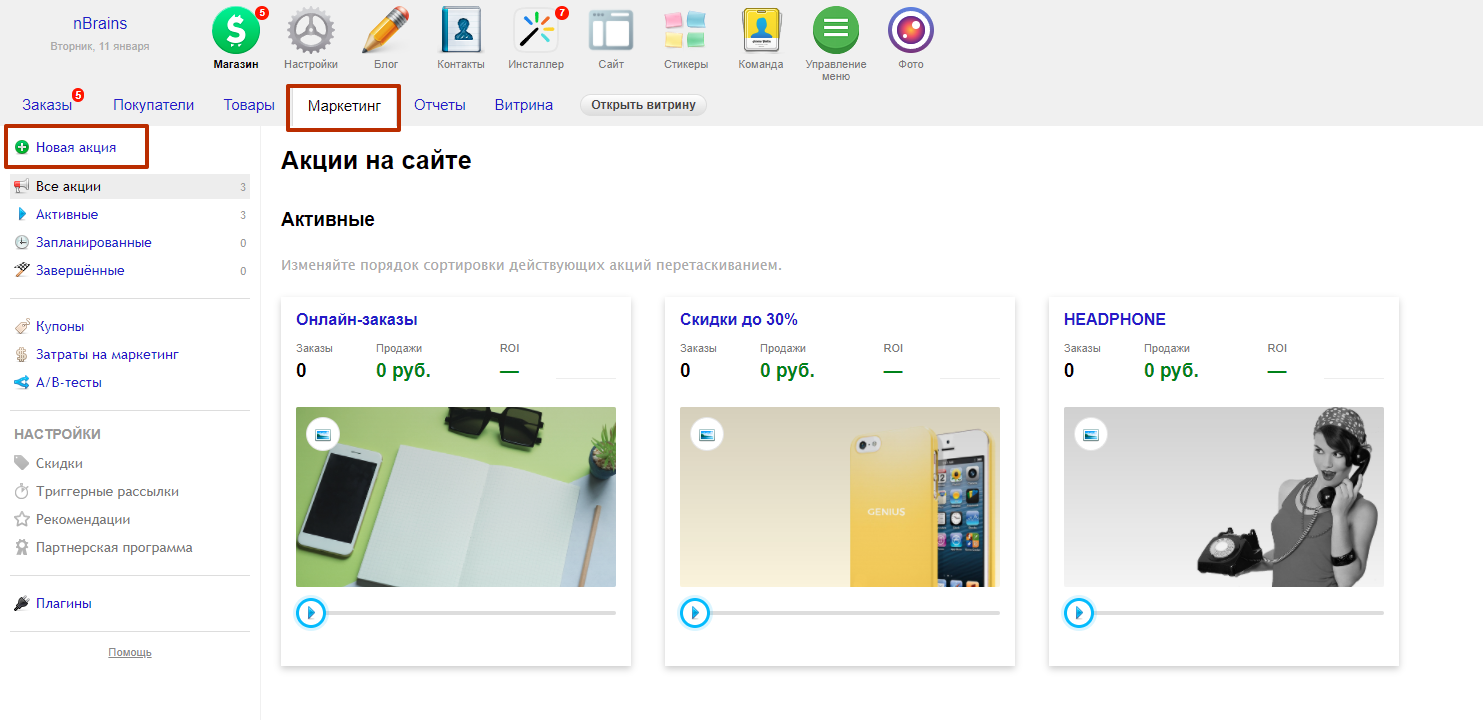 nBrains
Вторник, 11 января
5
7
Магазин
Настройки
Блог
Контакты
Инсталлер
Сайт
Стикеры
Команда
Управление
меню
Фото
Заказы 5
Покупатели
Товары
Маркетинг
Отчеты
Витрина
Открыть витрину
Новая акция
Все акции 3
Активные 3
Запланированные 0
Завершённые 0
Купоны
Затраты на маркетинг
A/B-тесты
НАСТРОЙКИ
Скидки
Триггерные рассылки
Рекомендации
Партнерская программа
Плагины
Помощь
Акции на сайте
Активные
Изменяйте порядок сортировки действующих акций перетаскиванием.
Онлайн-заказы
Заказы Продажи ROI
0 0 руб. —
Скидки до 30%
Заказы Продажи ROI
0 0 руб. —
GENIUS
HEADPHONE
Заказы Продажи ROI
0 0 руб. —